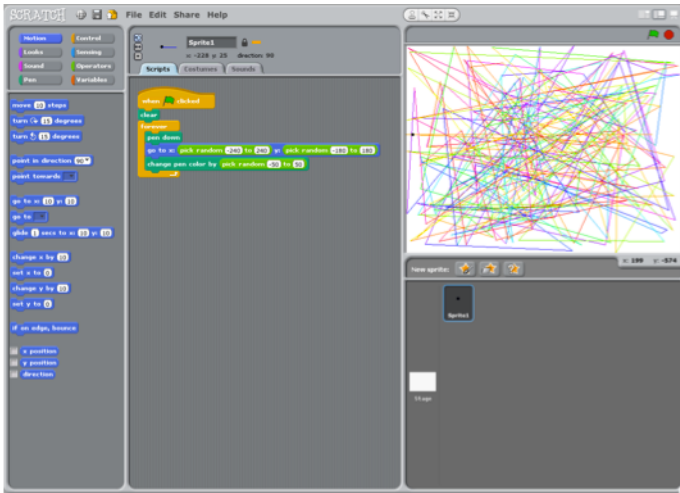 SCRATCH File Edit Share Help
Motion Control
Looks Sensing
Sound Operators
Pen Variables
move 10 steps
turn 15 degrees
turn 15 degrees
point in direction 90
point towards
go to x: 10 y: 10
go to
glide 1 secs to x: 10 y: 10
change x by 10
set x to 0
change y by 10
set y to 0
if on edge, bounce
x position
y position
direction
Sprite1
x: -228 y: 25 direction: 90
Scripts Costumes Sounds
when clicked
clear
forever
pen down
go to x: pick random -240 to 240 y: pick random -180 to 180
change pen color by pick random -50 to 50
x: 199 y: -574
New sprite:
Sprite1
Stage